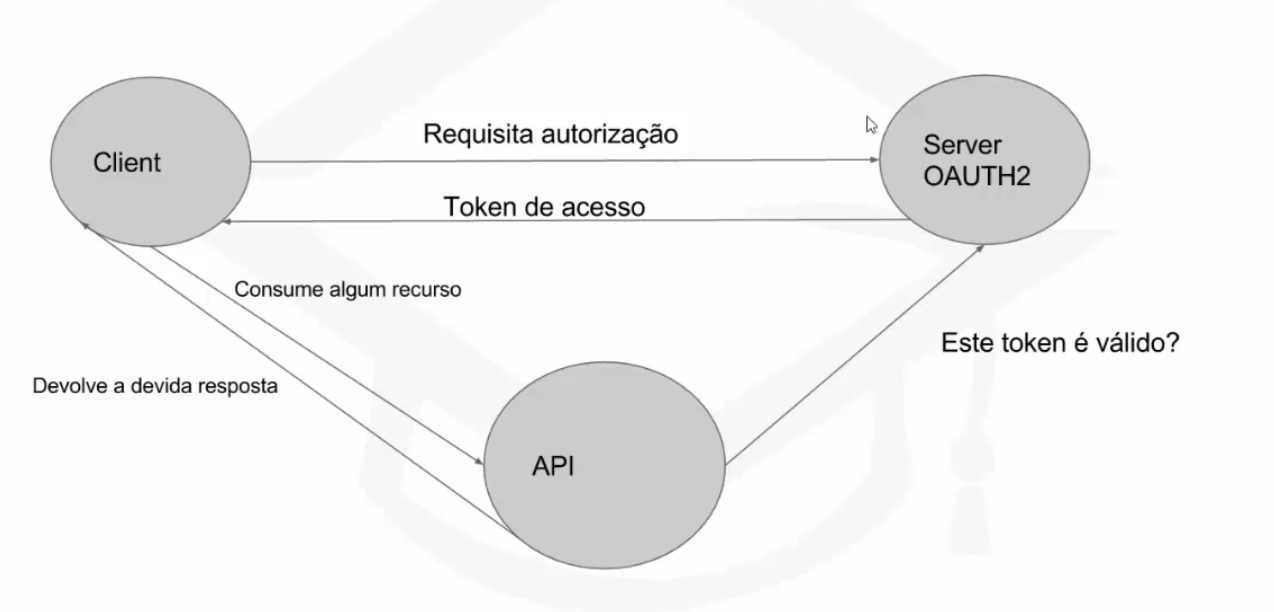 Client
Requisita autorização
Server
OAUTH2
Token de acesso
Consume algum recurso
Este token é válido?
Devolve a devida resposta
API